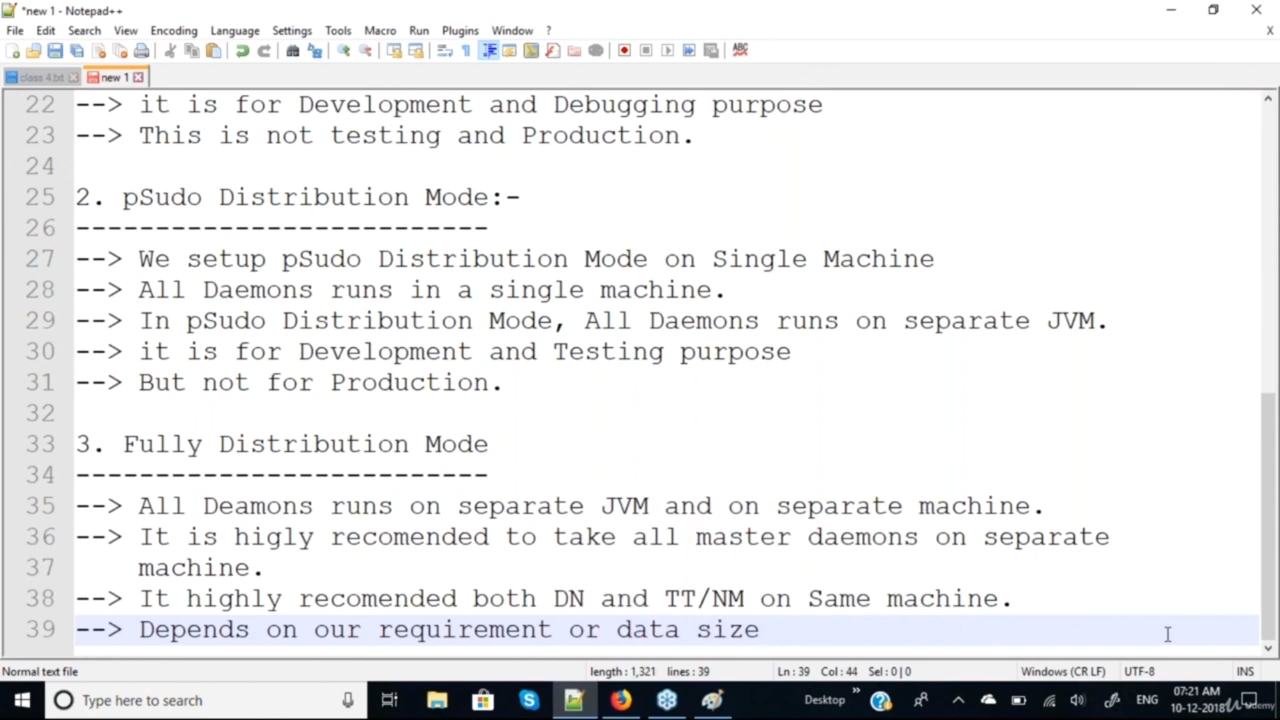 *new 1 - Notepad++
File Edit Search View Encoding Language Settings Tools Macro Run Plugins Window ? X
class 4.txt new 1
22 --> it is for Development and Debugging purpose
23 --> This is not testing and Production.
24
25 2. pSudo Distribution Mode:-
26 --------------------------
27 --> We setup pSudo Distribution Mode on Single Machine
28 --> All Daemons runs in a single machine.
29 --> In pSudo Distribution Mode, All Daemons runs on separate JVM.
30 --> it is for Development and Testing purpose
31 --> But not for Production.
32
33 3. Fully Distribution Mode
34 --------------------------
35 --> All Deamons runs on separate JVM and on separate machine.
36 --> It is higly recomended to take all master daemons on separate
37 machine.
38 --> It highly recomended both DN and TT/NM on Same machine.
39 --> Depends on our requirement or data size
Normal text file length : 1,321 lines : 39 Ln : 39 Col : 44 Sel : 0 | 0 Windows (CR LF) UTF-8 INS
Type here to search Desktop ENG 07:21 AM
10-12-2018 Udemy